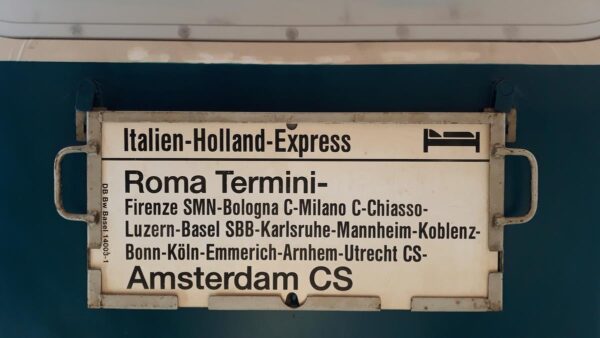 Italien-Holland-Express
Roma Termini-
Firenze SMN-Bologna C-Milano C-Chiasso-
Luzern-Basel SBB-Karlsruhe-Mannheim-Koblenz-
Bonn-Köln-Emmerich-Arnhem-Utrecht CS-
Amsterdam CS
DB Bw Basel 14003-1